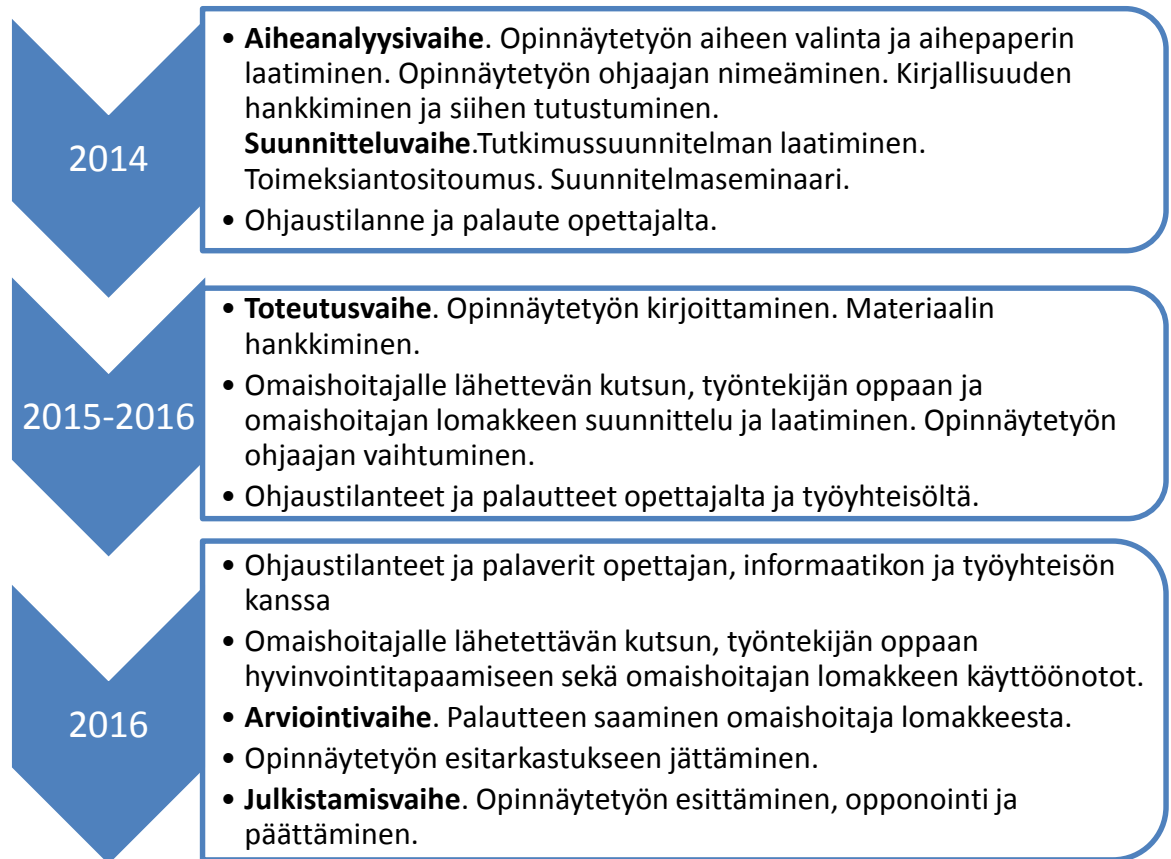 2014
• Aiheanalyysivaihe. Opinnäytetyön aiheen valinta ja aihepaperin
laatiminen. Opinnäytetyön ohjaajan nimeäminen. Kirjallisuuden
hankkiminen ja siihen tutustuminen.
Suunnitteluvaihe.Tutkimussuunnitelman laatiminen.
Toimeksiantositoumus. Suunnitelmaseminaari.
• Ohjaustilanne ja palaute opettajalta.
2015-2016
• Toteutusvaihe. Opinnäytetyön kirjoittaminen. Materiaalin
hankkiminen.
• Omaishoitajalle lähettevän kutsun, työntekijän oppaan ja
omaishoitajan lomakkeen suunnittelu ja laatiminen. Opinnäytetyön
ohjaajan vaihtuminen.
• Ohjaustilanteet ja palautteet opettajalta ja työyhteisöltä.
2016
• Ohjaustilanteet ja palaverit opettajan, informaatikon ja työyhteisön
kanssa
• Omaishoitajalle lähetettävän kutsun, työntekijän oppaan
hyvinvointitapaamiseen sekä omaishoitajan lomakkeen käyttöönotot.
• Arviointivaihe. Palautteen saaminen omaishoitaja lomakkeesta.
• Opinnäytetyön esitarkastukseen jättäminen.
• Julkistamisvaihe. Opinnäytetyön esittäminen, opponointi ja
päättäminen.